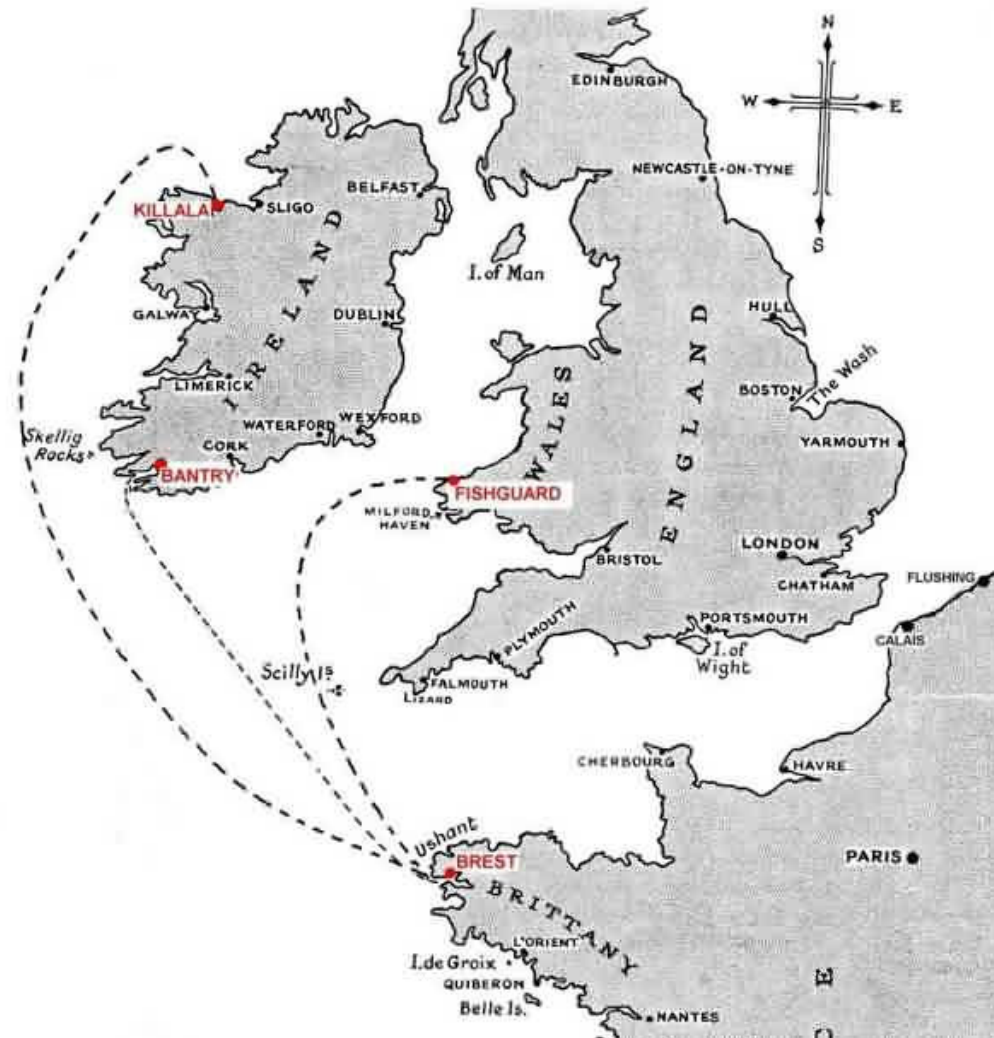 N
W
E
S
EDINBURGH
NEWCASTLE-ON-TYNE
BELFAST
KILLALA
SLIGO
I. of Man
IRELAND
GALWAY
DUBLIN
HULL
ENGLAND
WALES
LIMERICK
BOSTON
The Wash
WATERFORD
WEXFORD
Skellig
Rocks
CORK
YARMOUTH
BANTRY
FISHGUARD
MILFORD
HAVEN
BRISTOL
LONDON
CHATHAM
FLUSHING
PLYMOUTH
PORTSMOUTH
I. of
Wight
CALAIS
Scilly Is.
FALMOUTH
LIZARD
CHERBOURG
HAVRE
Ushant
BREST
PARIS
BRITTANY
L'ORIENT
I. de Groix
QUIBERON
Belle Is.
NANTES
CE